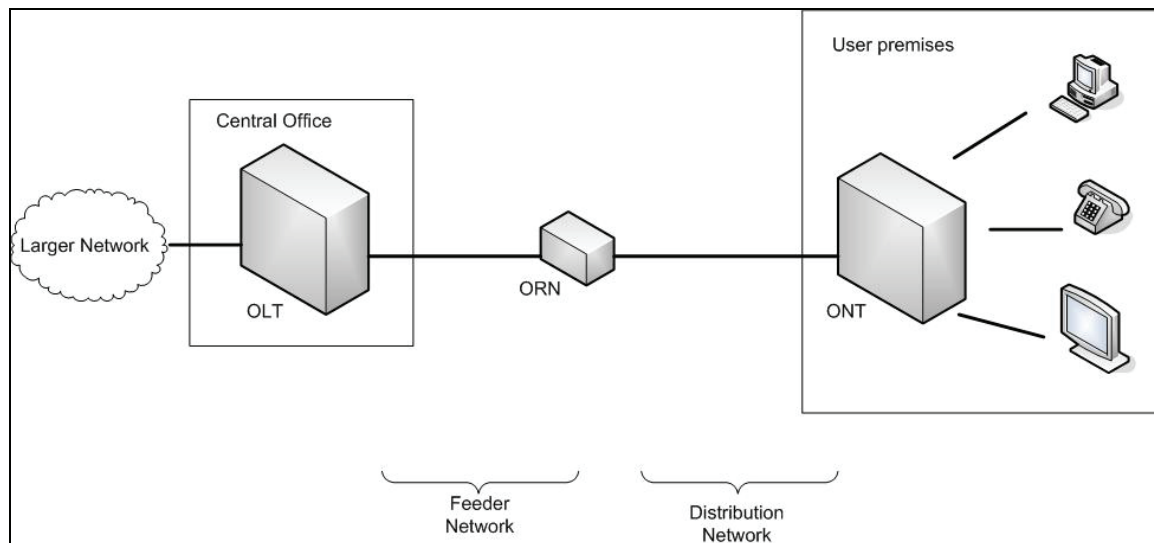 User premises
Central Office
Larger Network
OLT
ORN
ONT
Feeder
Network
Distribution
Network